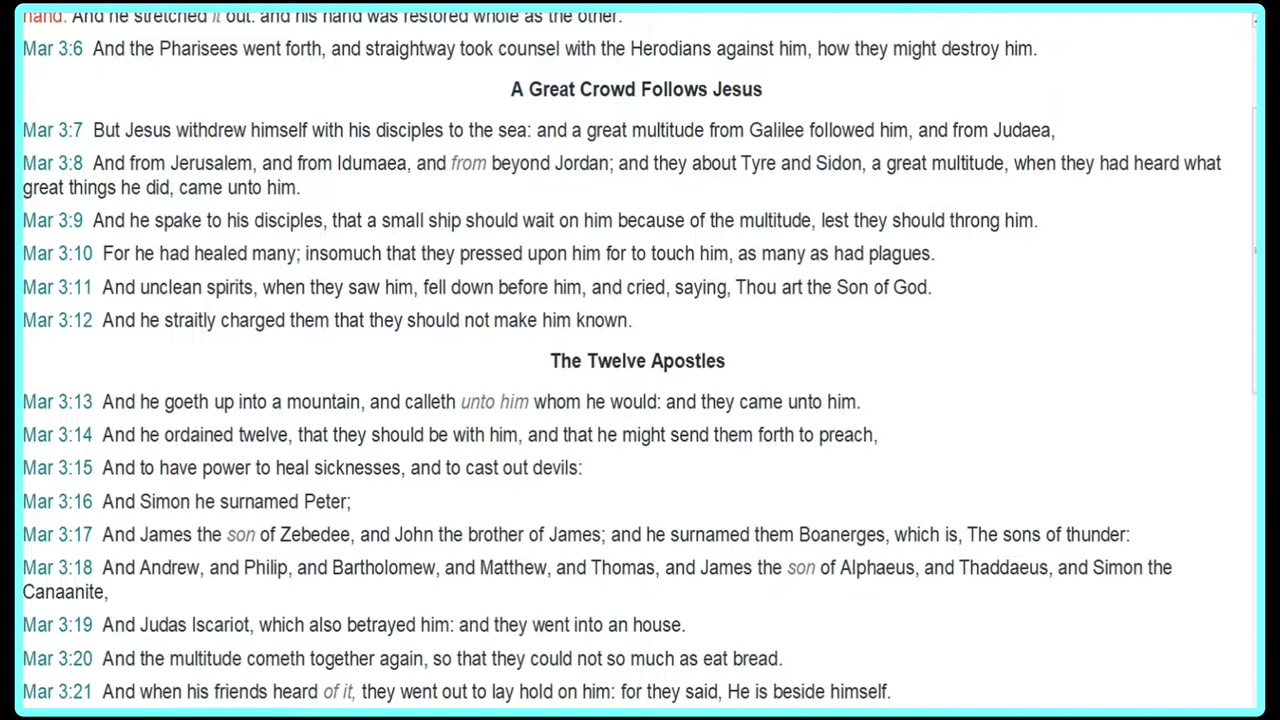 hand. And he stretched it out: and his hand was restored whole as the other.
Mar 3:6 And the Pharisees went forth, and straightway took counsel with the Herodians against him, how they might destroy him.
A Great Crowd Follows Jesus
Mar 3:7 But Jesus withdrew himself with his disciples to the sea: and a great multitude from Galilee followed him, and from Judaea,
Mar 3:8 And from Jerusalem, and from Idumaea, and from beyond Jordan; and they about Tyre and Sidon, a great multitude, when they had heard what
great things he did, came unto him.
Mar 3:9 And he spake to his disciples, that a small ship should wait on him because of the multitude, lest they should throng him.
Mar 3:10 For he had healed many; insomuch that they pressed upon him for to touch him, as many as had plagues.
Mar 3:11 And unclean spirits, when they saw him, fell down before him, and cried, saying, Thou art the Son of God.
Mar 3:12 And he straitly charged them that they should not make him known.
The Twelve Apostles
Mar 3:13 And he goeth up into a mountain, and calleth unto him whom he would: and they came unto him.
Mar 3:14 And he ordained twelve, that they should be with him, and that he might send them forth to preach,
Mar 3:15 And to have power to heal sicknesses, and to cast out devils:
Mar 3:16 And Simon he surnamed Peter;
Mar 3:17 And James the son of Zebedee, and John the brother of James; and he surnamed them Boanerges, which is, The sons of thunder:
Mar 3:18 And Andrew, and Philip, and Bartholomew, and Matthew, and Thomas, and James the son of Alphaeus, and Thaddaeus, and Simon the
Canaanite,
Mar 3:19 And Judas Iscariot, which also betrayed him: and they went into an house.
Mar 3:20 And the multitude cometh together again, so that they could not so much as eat bread.
Mar 3:21 And when his friends heard of it, they went out to lay hold on him: for they said, He is beside himself.